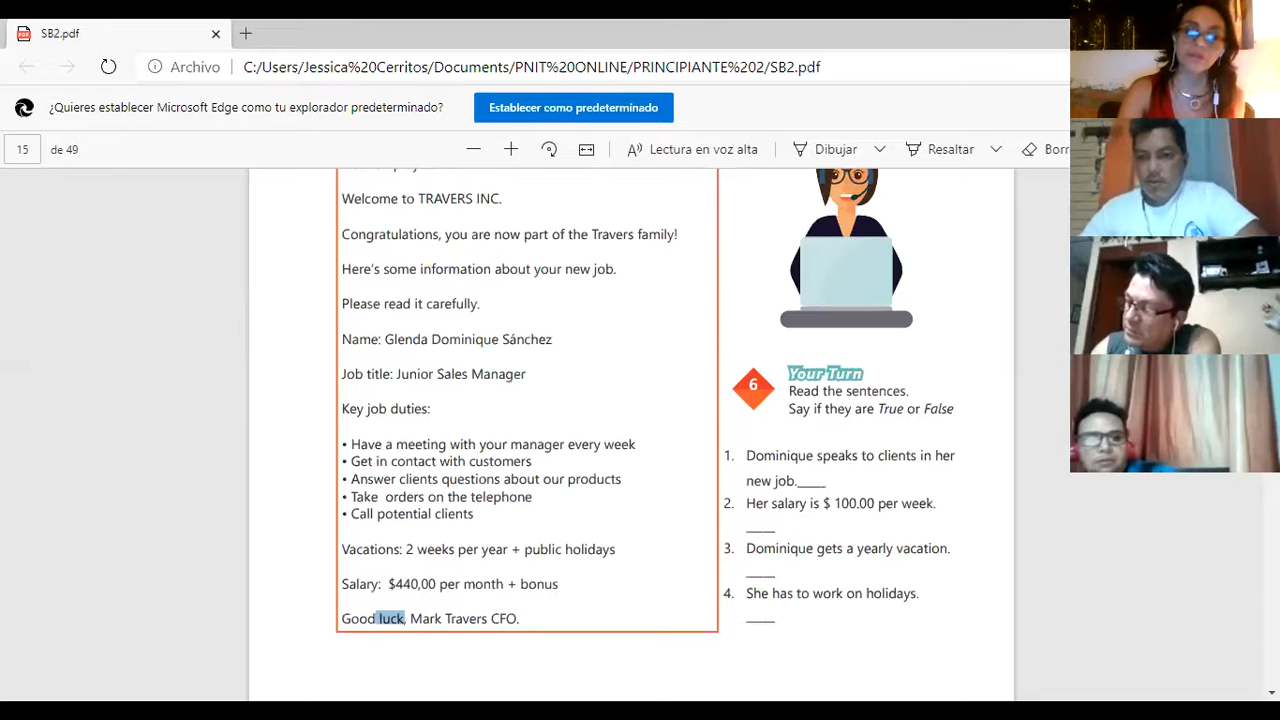 SB2.pdf
Archivo C:/Users/Jessica%20Cerritos/Documents/PNIT%20ONLINE/PRINCIPIANTE%202/SB2.pdf
¿Quieres establecer Microsoft Edge como tu explorador predeterminado? Establecer como predeterminado
15 de 49 Lectura en voz alta Dibujar Resaltar Borr
Welcome to TRAVERS INC.
Congratulations, you are now part of the Travers family!
Here's some information about your new job.
Please read it carefully.
Name: Glenda Dominique Sánchez
Job title: Junior Sales Manager
Key job duties:
• Have a meeting with your manager every week
• Get in contact with customers
• Answer clients questions about our products
• Take orders on the telephone
• Call potential clients
Vacations: 2 weeks per year + public holidays
Salary: $440,00 per month + bonus
Good luck, Mark Travers CFO.
6 Your Turn
Read the sentences.
Say if they are True or False
1. Dominique speaks to clients in her
new job._____
2. Her salary is $ 100.00 per week.
_____
3. Dominique gets a yearly vacation.
_____
4. She has to work on holidays.
_____